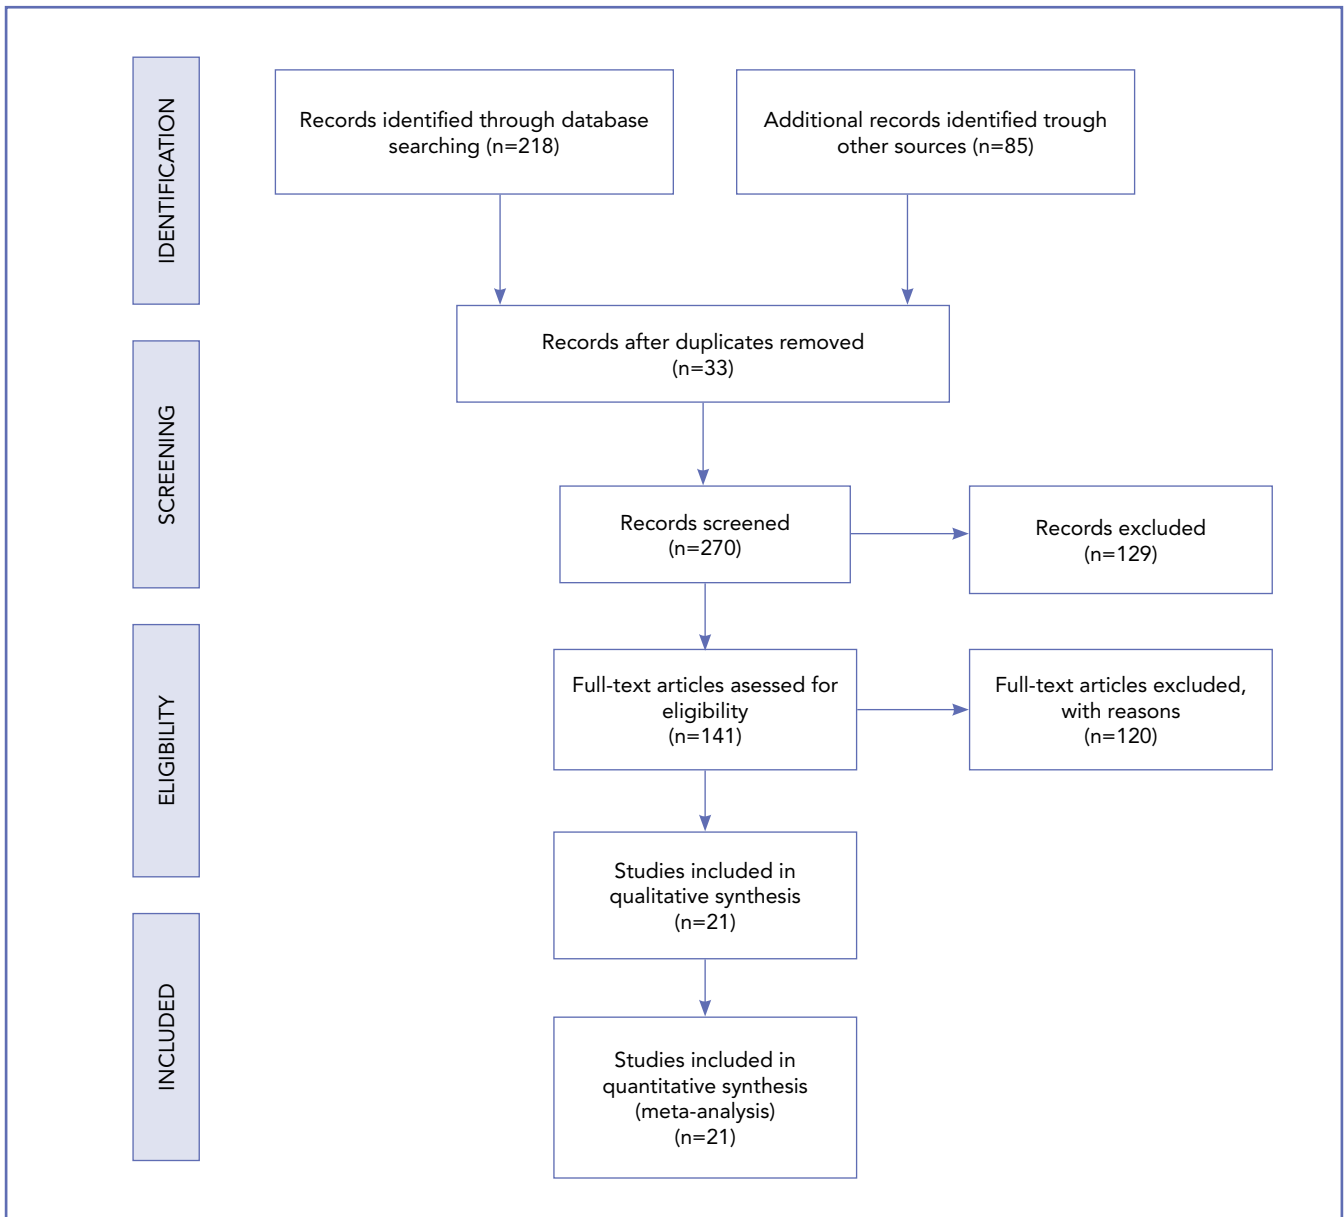 IDENTIFICATION
Records identified through database
searching (n=218)
Additional records identified trough
other sources (n=85)
Records after duplicates removed
(n=33)
SCREENING
Records screened
(n=270)
Records excluded
(n=129)
ELIGIBILITY
Full-text articles asessed for
eligibility
(n=141)
Full-text articles excluded,
with reasons
(n=120)
Studies included in
qualitative synthesis
(n=21)
INCLUDED
Studies included in
quantitative synthesis
(meta-analysis)
(n=21)